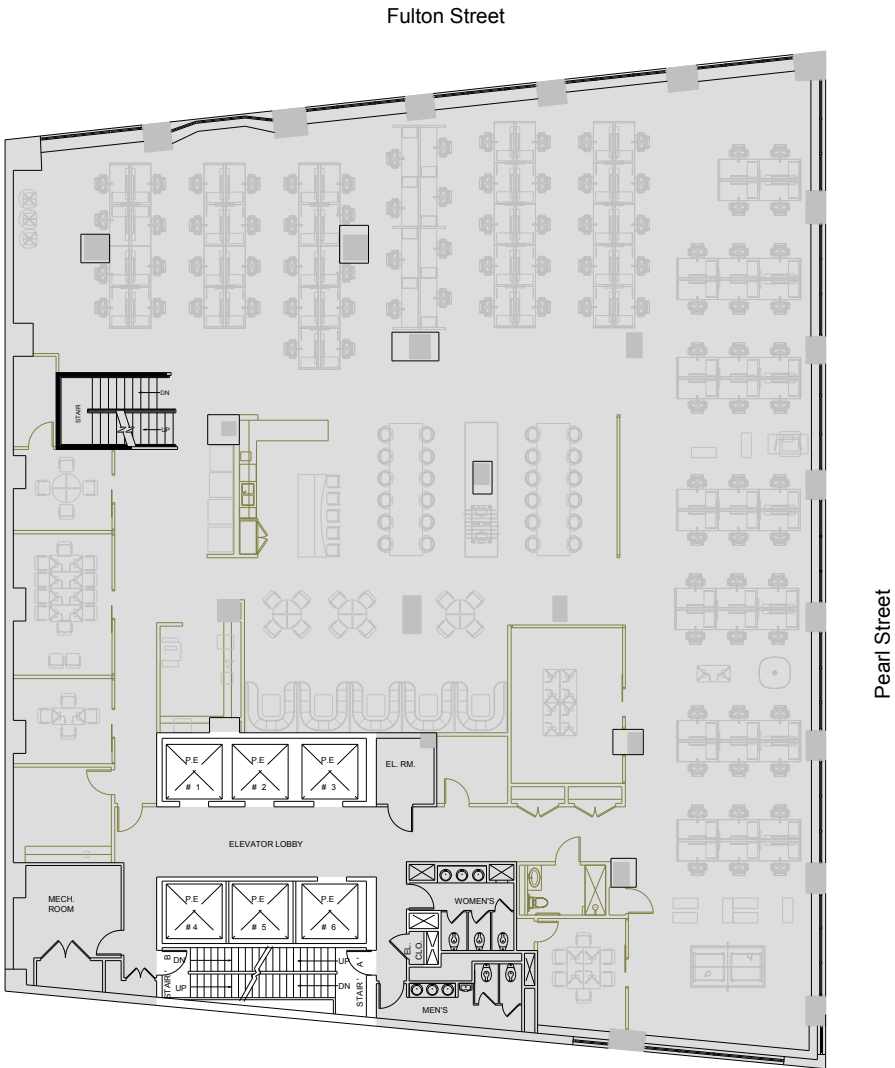 Fulton Street
DN
STAIR
UP
Pearl Street
P.E
# 1
P.E
# 2
P.E
# 3
EL. RM.
ELEVATOR LOBBY
MECH.
ROOM
P.E
#4
P.E
# 5
P.E
# 6
WOMEN'S
EL.
CLO.
STAIR ' B
DN
UP
UP
DN
STAIR ' A '
MEN'S